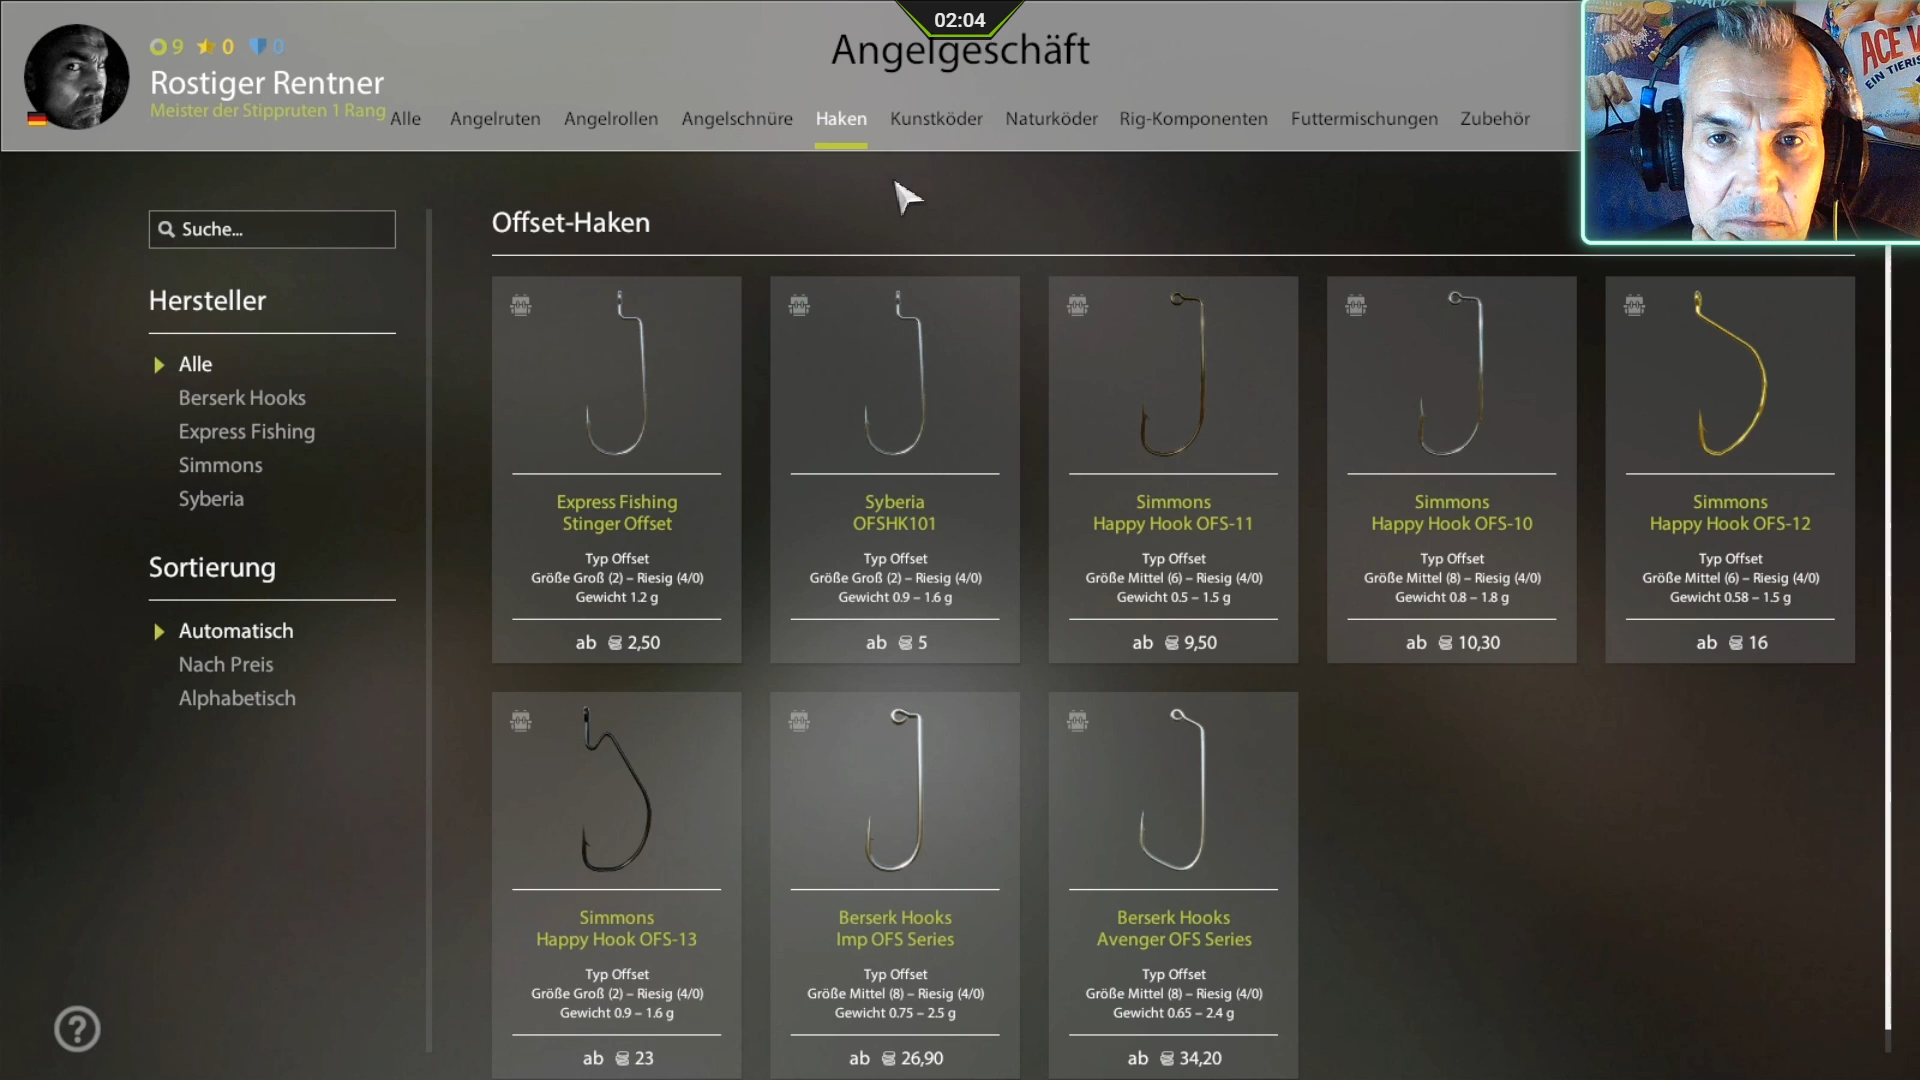 02:04
9 0 0
Rostiger Rentner
Meister der Stippruten 1 Rang
Angelgeschäft
Alle Angelruten Angelrollen Angelschnüre Haken Kunstköder Naturköder Rig-Komponenten Futtermischungen Zubehör
ACE
EIN TIERIS
Suche...
Hersteller
Alle
Berserk Hooks
Express Fishing
Simmons
Syberia
Sortierung
Automatisch
Nach Preis
Alphabetisch
Offset-Haken
Express Fishing
Stinger Offset
Typ Offset
Größe Groß (2) – Riesig (4/0)
Gewicht 1.2 g
ab 2,50
Syberia
OFSHK101
Typ Offset
Größe Groß (2) – Riesig (4/0)
Gewicht 0.9 – 1.6 g
ab 5
Simmons
Happy Hook OFS-11
Typ Offset
Größe Mittel (6) – Riesig (4/0)
Gewicht 0.5 – 1.5 g
ab 9,50
Simmons
Happy Hook OFS-10
Typ Offset
Größe Mittel (8) – Riesig (4/0)
Gewicht 0.8 – 1.8 g
ab 10,30
Simmons
Happy Hook OFS-12
Typ Offset
Größe Mittel (6) – Riesig (4/0)
Gewicht 0.58 – 1.5 g
ab 16
Simmons
Happy Hook OFS-13
Typ Offset
Größe Groß (2) – Riesig (4/0)
Gewicht 0.9 – 1.6 g
ab 23
Berserk Hooks
Imp OFS Series
Typ Offset
Größe Mittel (8) – Riesig (4/0)
Gewicht 0.75 – 2.5 g
ab 26,90
Berserk Hooks
Avenger OFS Series
Typ Offset
Größe Mittel (8) – Riesig (4/0)
Gewicht 0.65 – 2.4 g
ab 34,20
?